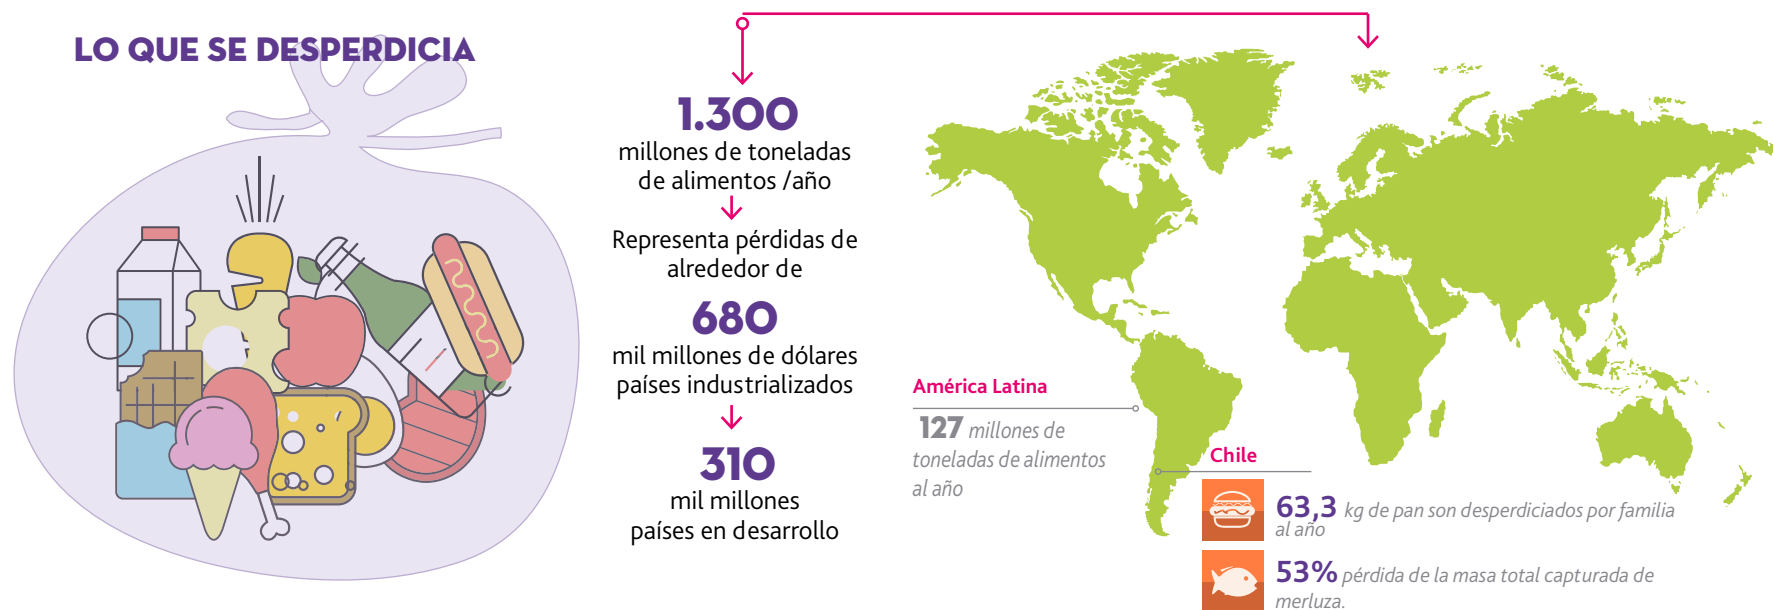 LO QUE SE DESPERDICIA
1.300
millones de toneladas
de alimentos /año
Representa pérdidas de
alrededor de
680
mil millones de dólares
países industrializados
310
mil millones
países en desarrollo
América Latina
127 millones de
toneladas de alimentos
al año
Chile
63,3 kg de pan son desperdiciados por familia
al año
53% pérdida de la masa total capturada de
merluza.